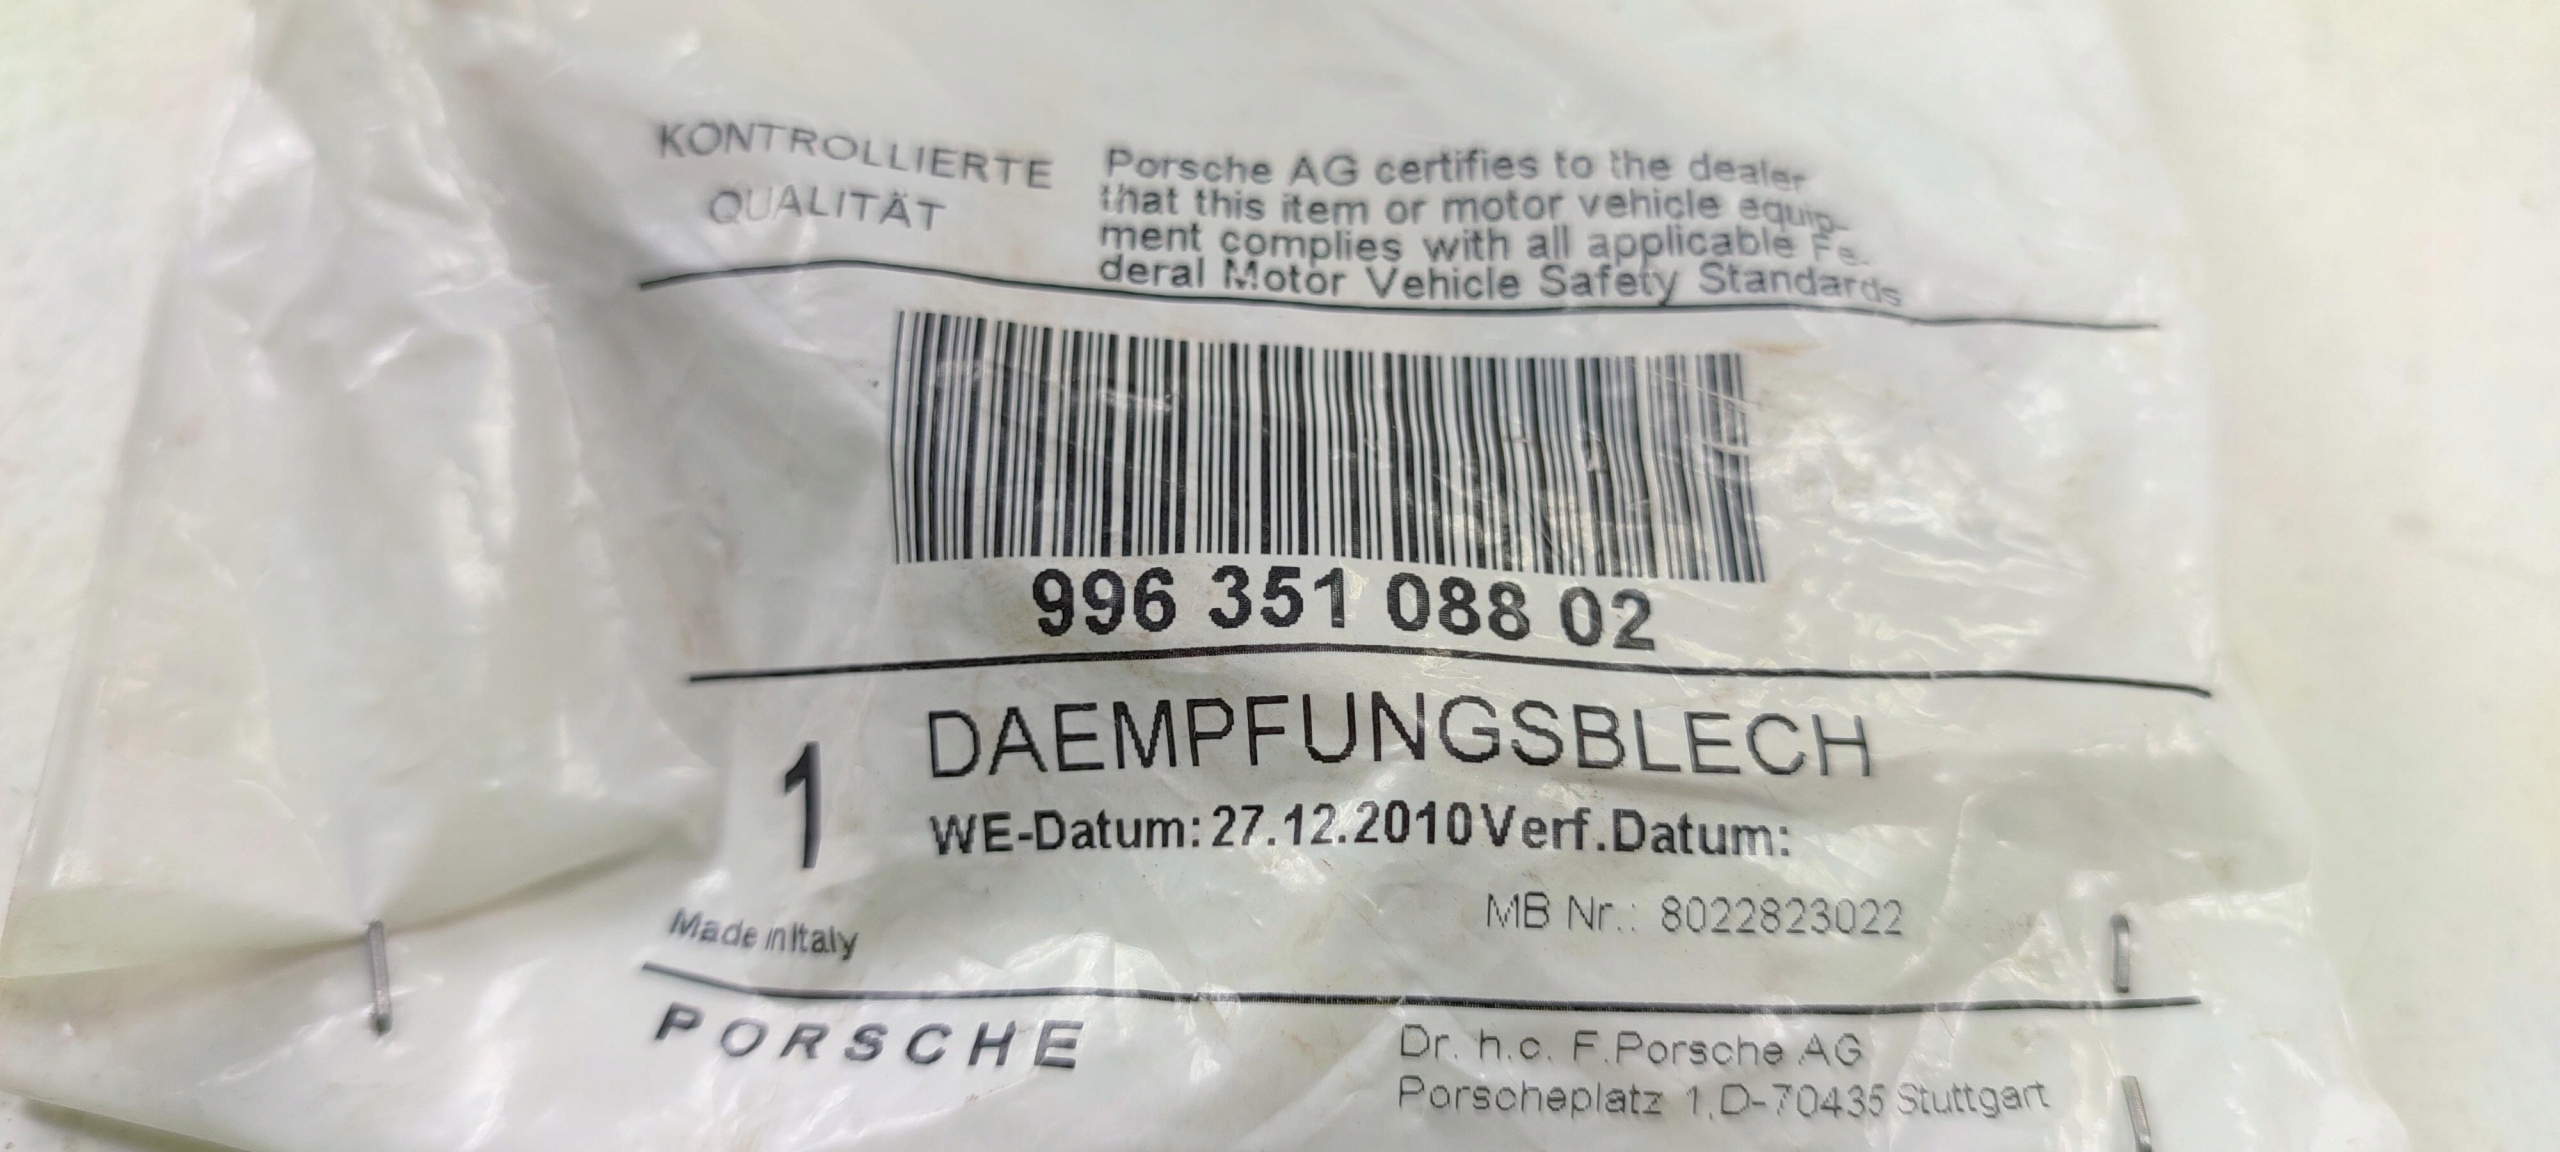 KONTROLLIERTE
QUALITÄT
Porsche AG certifies to the dealer
that this item or motor vehicle equip-
ment complies with all applicable Fe-
deral Motor Vehicle Safety Standards
996 351 088 02
1
DAEMPFUNGSBLECH
WE-Datum: 27.12.2010 Verf.Datum:
MB Nr.: 8022823022
Made in Italy
PORSCHE
Dr. h.c. F.Porsche AG
Porscheplatz 1,D-70435 Stuttgart